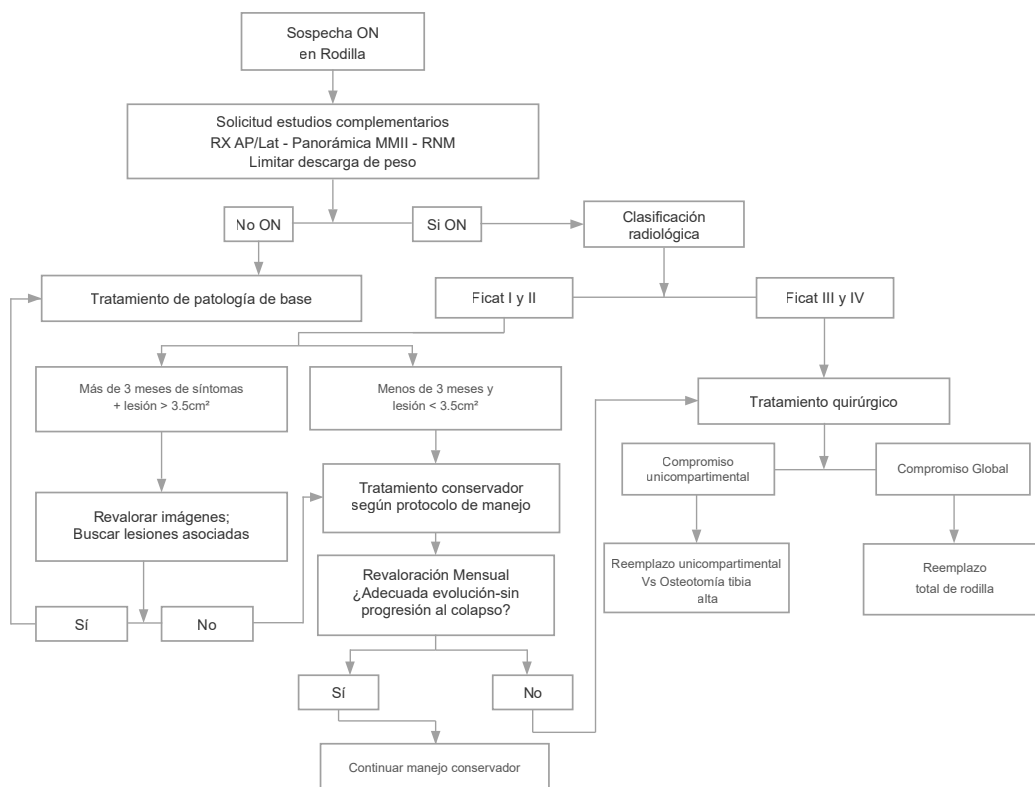 Sospecha ON
en Rodilla
Solicitud estudios complementarios
RX AP/Lat - Panorámica MMII - RNM
Limitar descarga de peso
No ON
Si ON
Clasificación
radiológica
Tratamiento de patología de base
Ficat I y II
Ficat III y IV
Más de 3 meses de síntomas
+ lesión > 3.5cm²
Menos de 3 meses y
lesión < 3.5cm²
Tratamiento quirúrgico
Compromiso
unicompartimental
Compromiso Global
Revalorar imágenes;
Buscar lesiones asociadas
Tratamiento conservador
según protocolo de manejo
Reemplazo unicompartimental
Vs Osteotomía tibia
alta
Reemplazo
total de rodilla
Revaloración Mensual
¿Adecuada evolución-sin
progresión al colapso?
Sí
No
Sí
No
Continuar manejo conservador